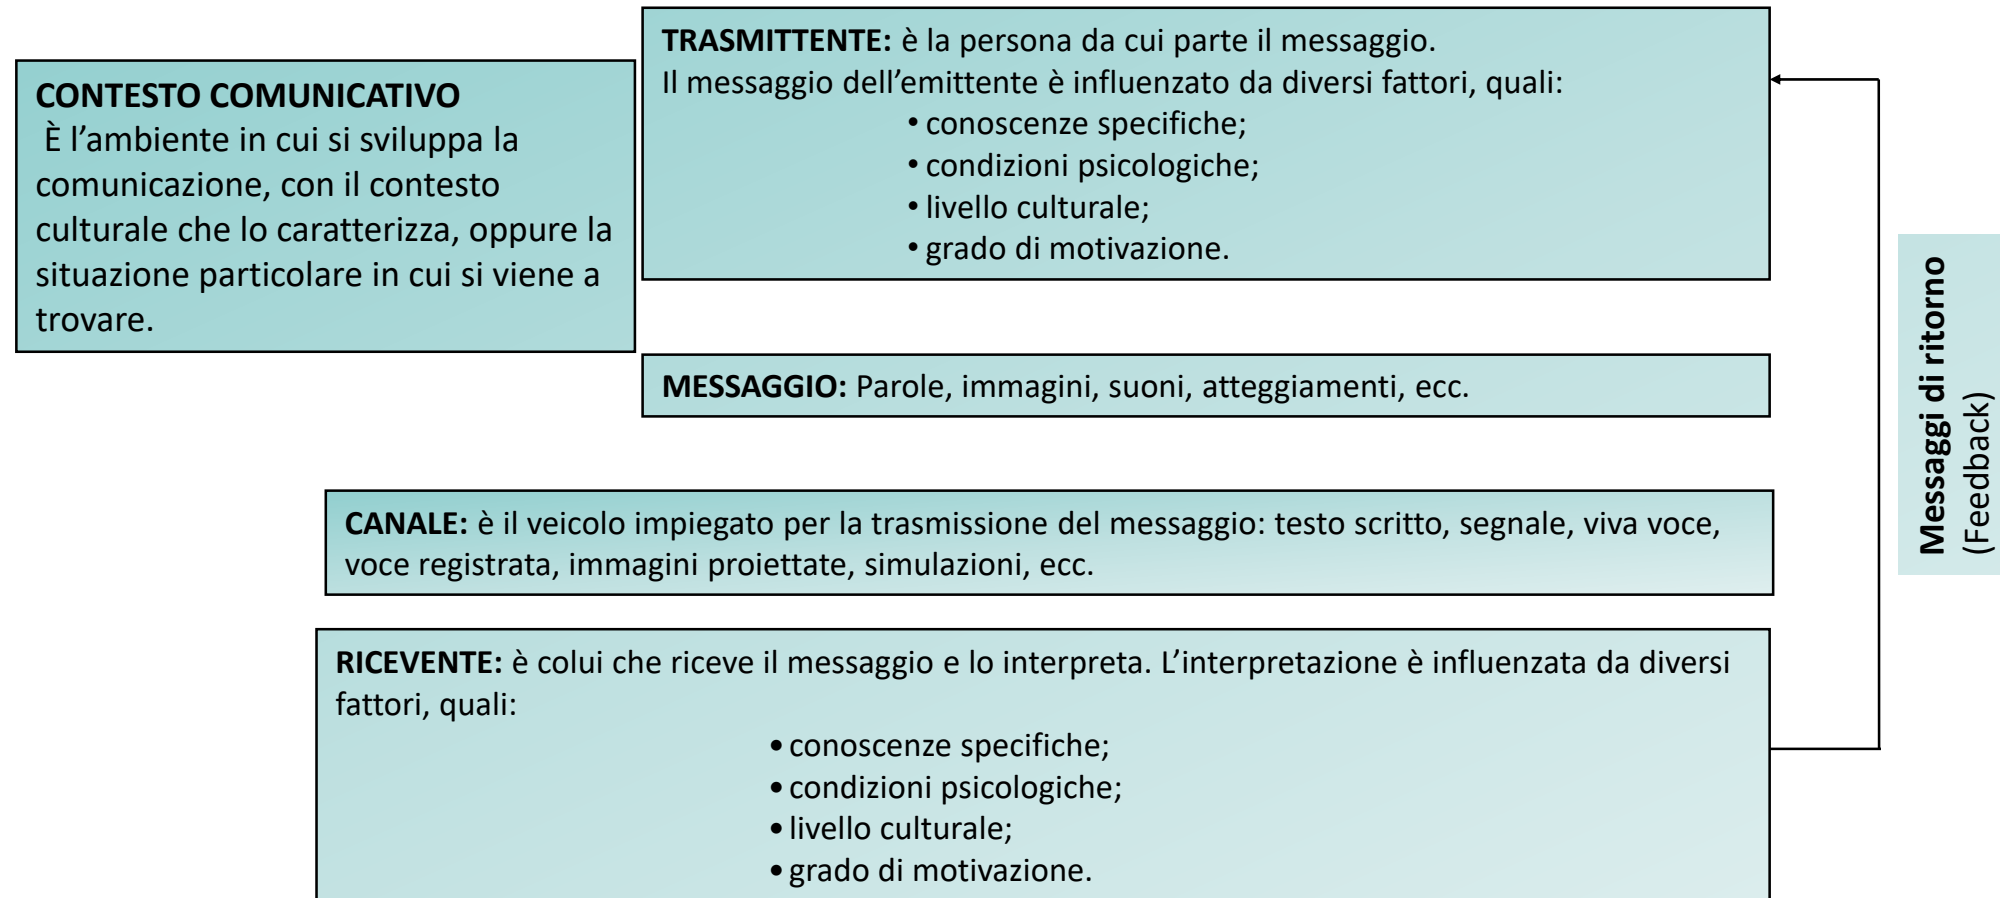 CONTESTO COMUNICATIVO
È l’ambiente in cui si sviluppa la
comunicazione, con il contesto
culturale che lo caratterizza, oppure la
situazione particolare in cui si viene a
trovare.
TRASMITTENTE: è la persona da cui parte il messaggio.
Il messaggio dell’emittente è influenzato da diversi fattori, quali:
• conoscenze specifiche;
• condizioni psicologiche;
• livello culturale;
• grado di motivazione.
MESSAGGIO: Parole, immagini, suoni, atteggiamenti, ecc.
CANALE: è il veicolo impiegato per la trasmissione del messaggio: testo scritto, segnale, viva voce,
voce registrata, immagini proiettate, simulazioni, ecc.
RICEVENTE: è colui che riceve il messaggio e lo interpreta. L’interpretazione è influenzata da diversi
fattori, quali:
• conoscenze specifiche;
• condizioni psicologiche;
• livello culturale;
• grado di motivazione.
Messaggi di ritorno
(Feedback)